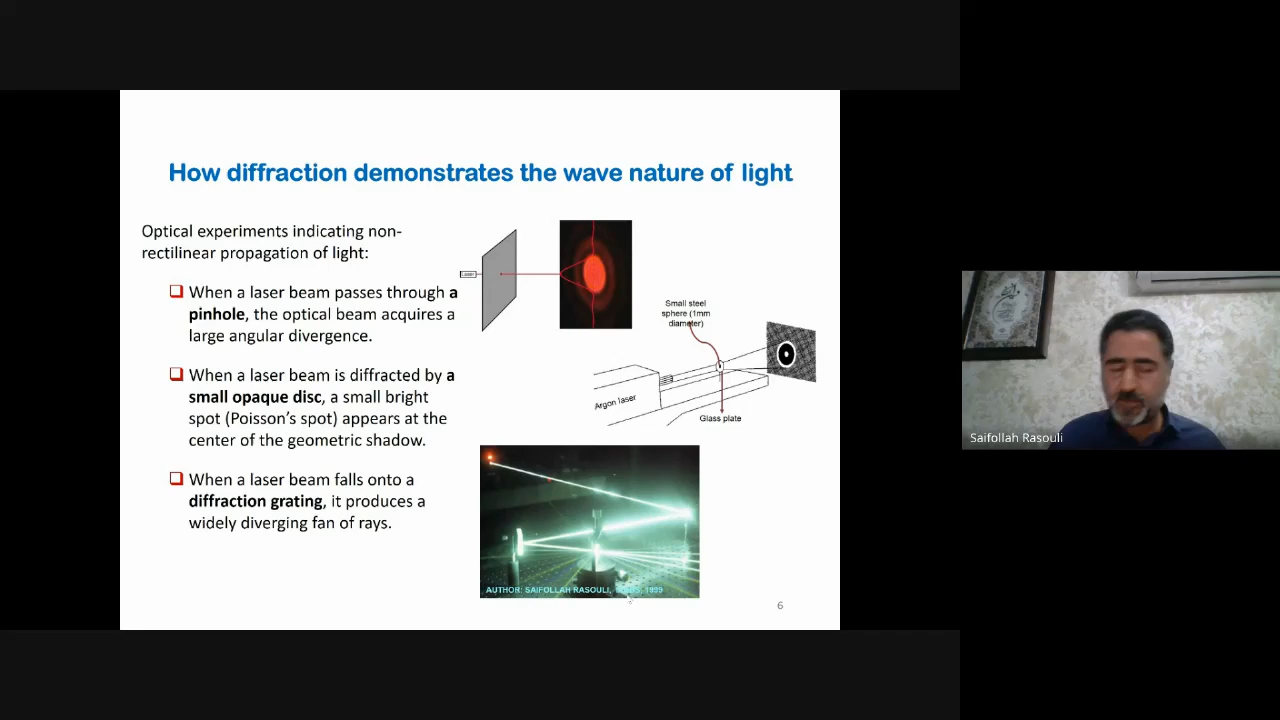 How diffraction demonstrates the wave nature of light
Optical experiments indicating non-
rectilinear propagation of light:
When a laser beam passes through a
pinhole, the optical beam acquires a
large angular divergence.
When a laser beam is diffracted by a
small opaque disc, a small bright
spot (Poisson's spot) appears at the
center of the geometric shadow.
When a laser beam falls onto a
diffraction grating, it produces a
widely diverging fan of rays.
Laser
Small steel
sphere (1mm
diameter)
Argon laser
Glass plate
AUTHOR: SAIFOLLAH RASOULI, 1999
6
Saifollah Rasouli